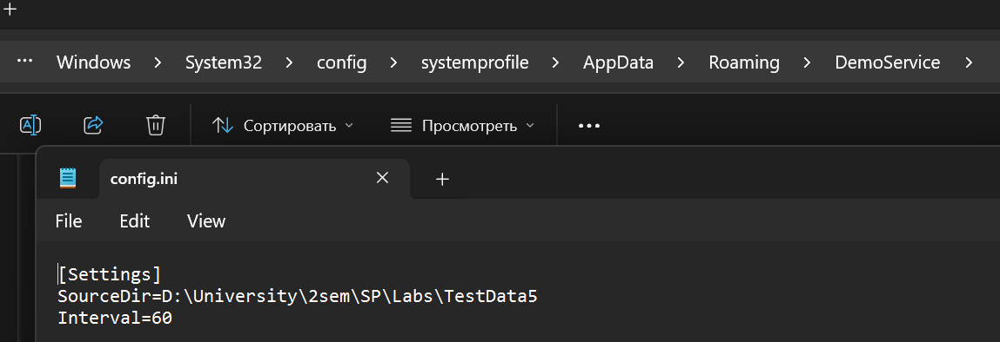 Windows > System32 > config > systemprofile > AppData > Roaming > DemoService >
Сортировать Просмотреть
config.ini
File Edit View
[Settings]
SourceDir=D:\University\2sem\SP\Labs\TestData5
Interval=60